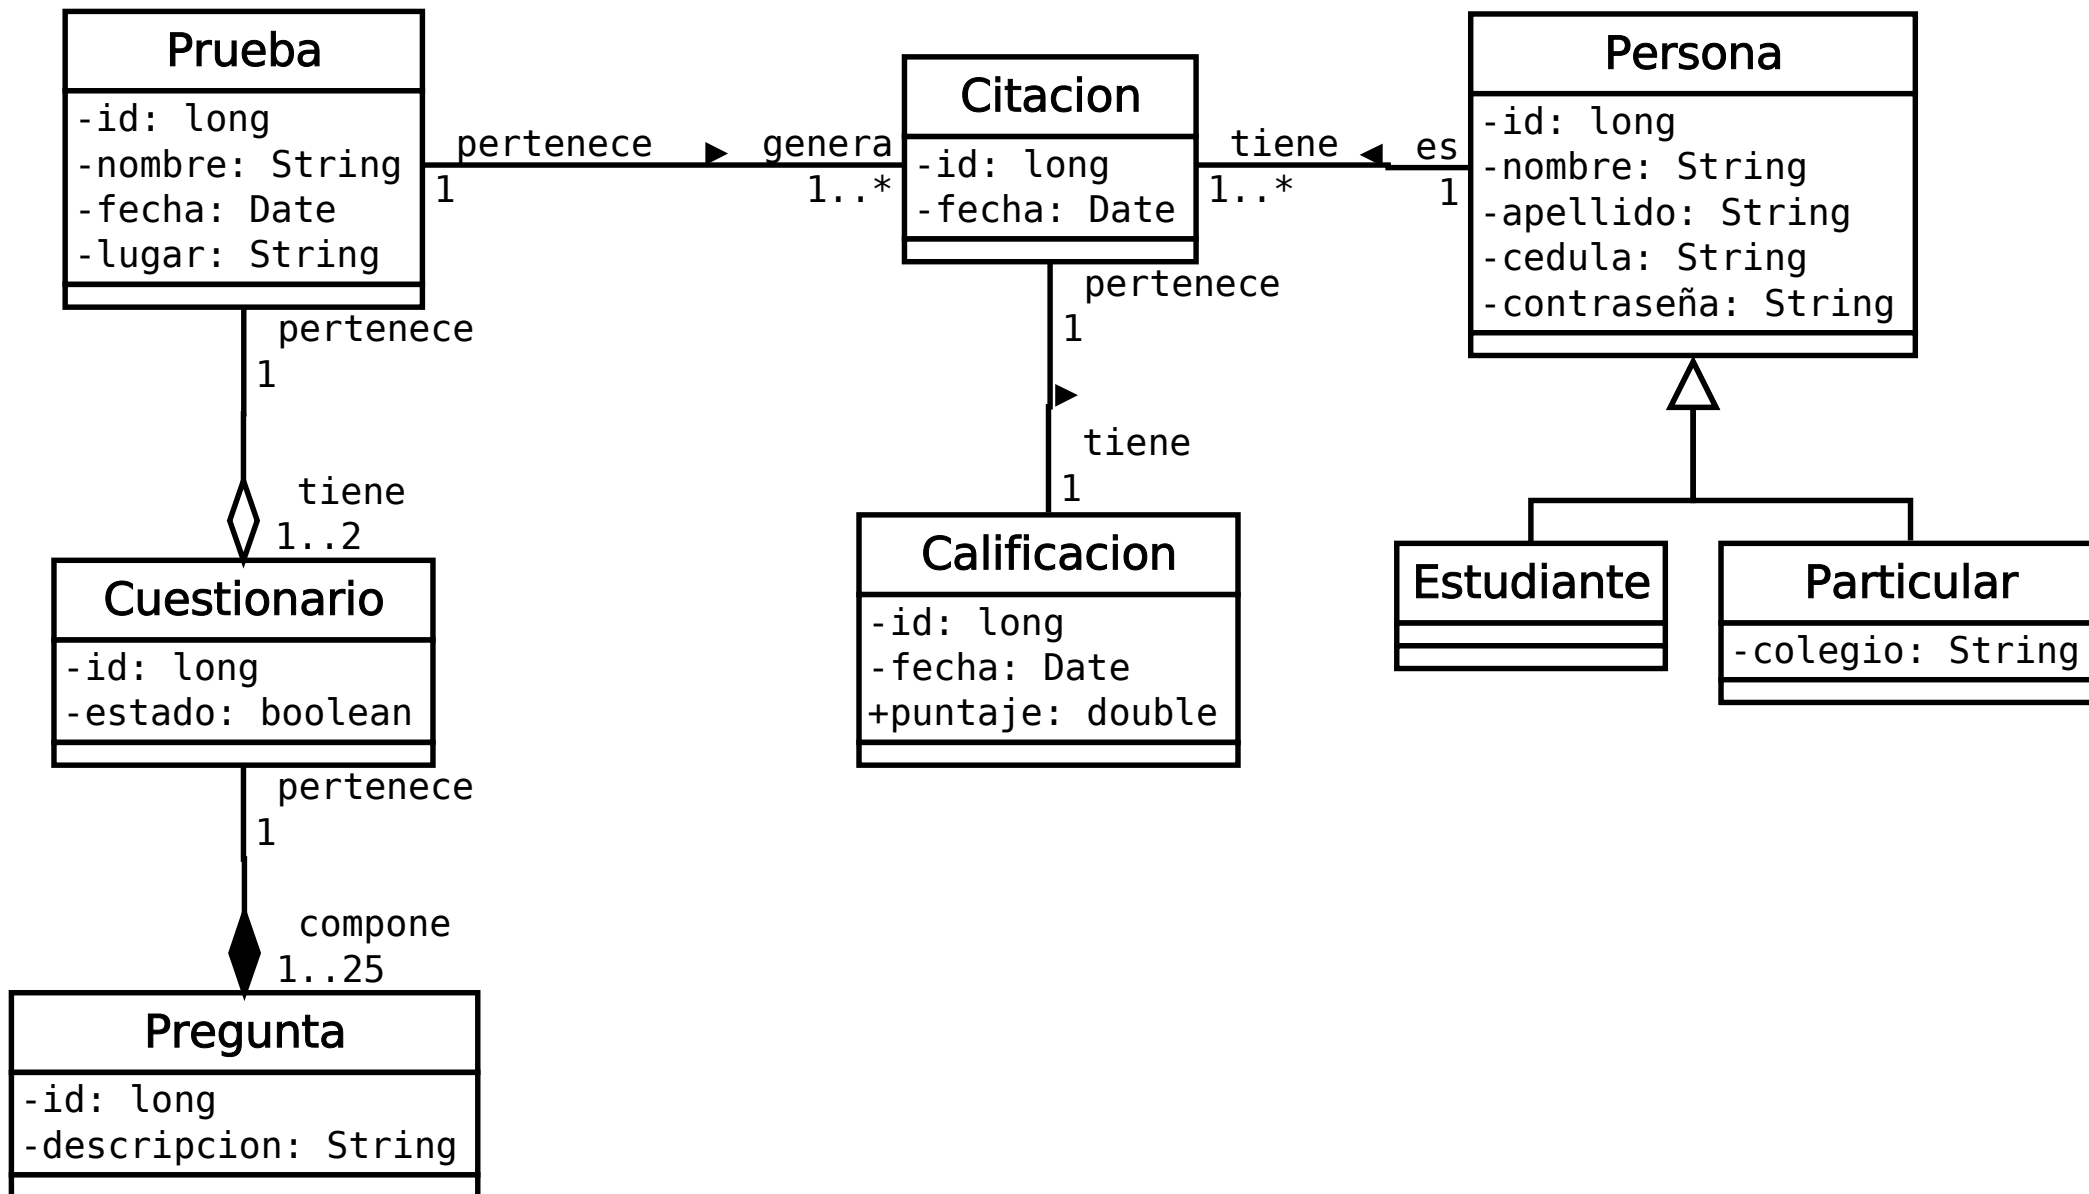 Prueba
-id: long
-nombre: String
-fecha: Date
-lugar: String
pertenece
1
genera
1..*
Citacion
-id: long
-fecha: Date
tiene
1..*
es
1
Persona
-id: long
-nombre: String
-apellido: String
-cedula: String
-contraseña: String
pertenece
1
tiene
1..2
pertenece
1
tiene
1
Cuestionario
-id: long
-estado: boolean
Calificacion
-id: long
-fecha: Date
+puntaje: double
Estudiante
Particular
-colegio: String
pertenece
1
compone
1..25
Pregunta
-id: long
-descripcion: String